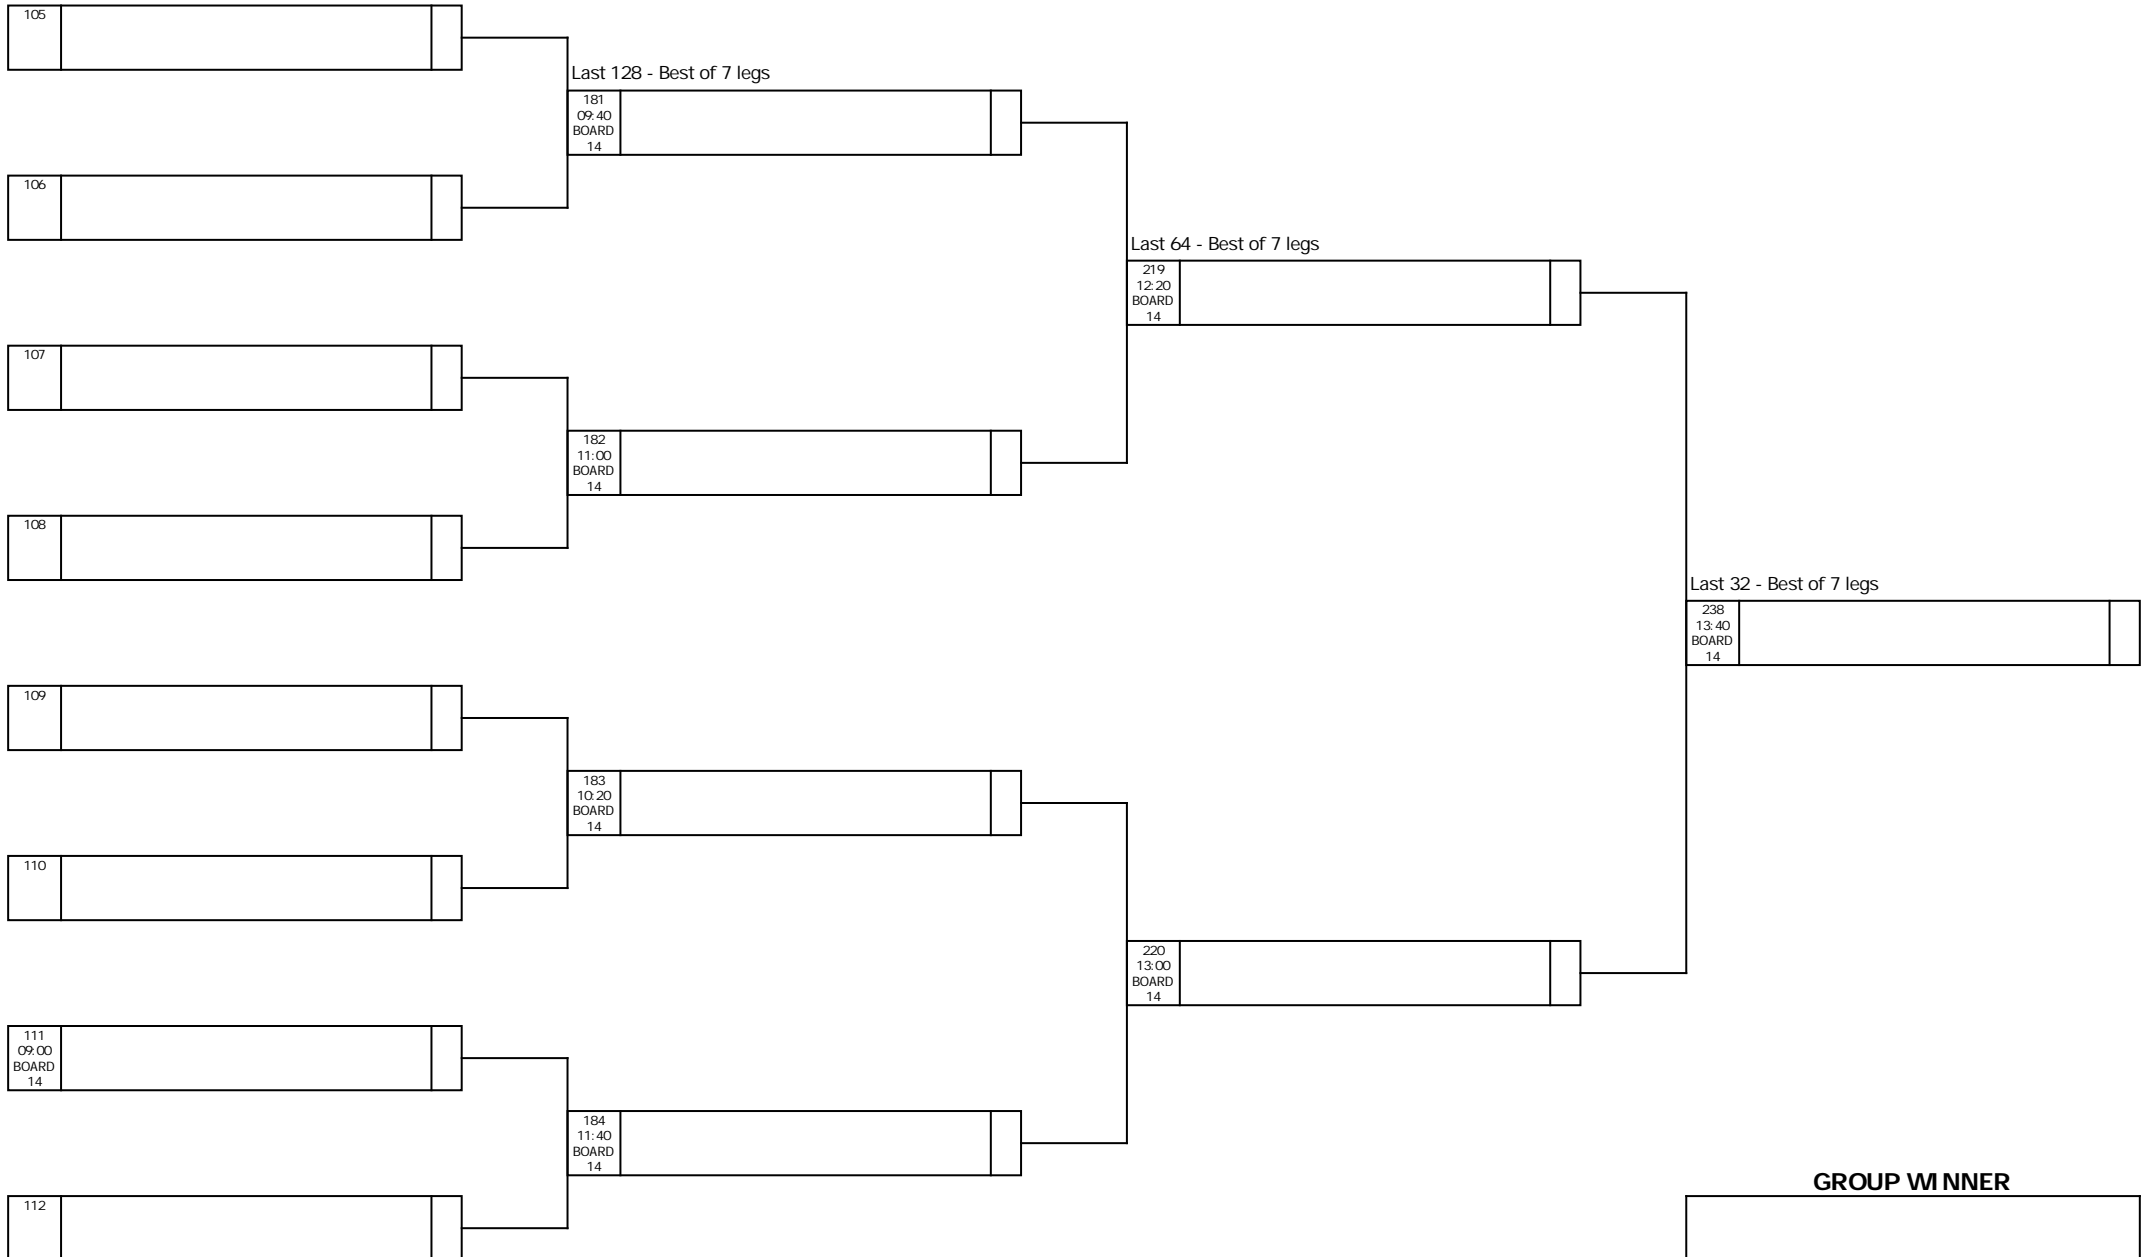 105
Last 128 - Best of 7 legs
181
09:40
BOARD
14
106
Last 64 - Best of 7 legs
219
12:20
BOARD
14
107
182
11:00
BOARD
14
108
Last 32 - Best of 7 legs
238
13:40
BOARD
14
109
183
10:20
BOARD
14
110
220
13:00
BOARD
14
111
09:00
BOARD
14
184
11:40
BOARD
14
GROUP WINNER
112